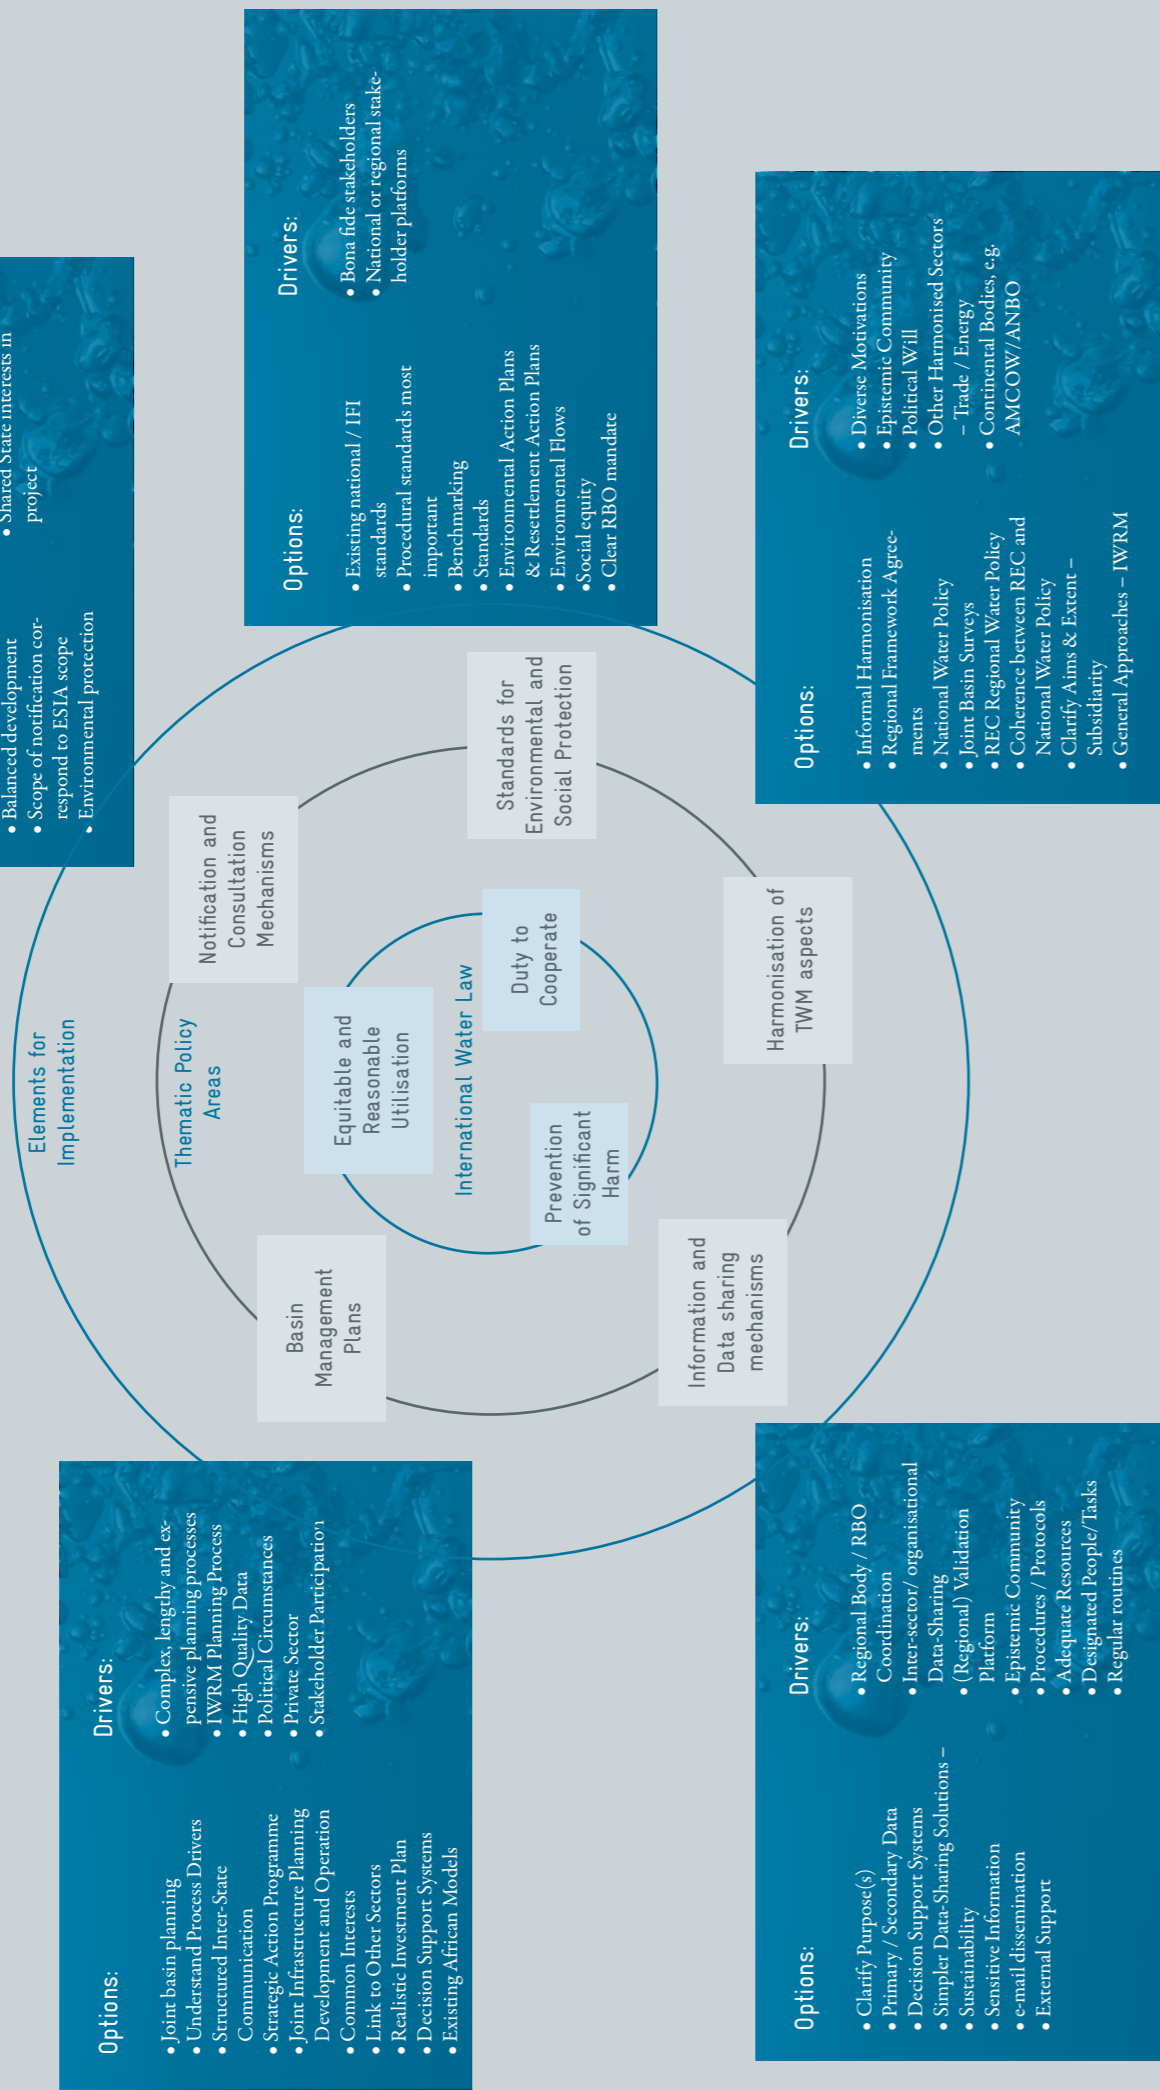 Elements for
Implementation
Thematic Policy
Areas
International Water Law
Equitable and
Reasonable
Utilisation
Duty to
Cooperate
Prevention
of Significant
Harm
Basin
Management
Plans
Notification and
Consultation
Mechanisms
Standards for
Environmental and
Social Protection
Harmonisation of
TWM aspects
Information and
Data sharing
mechanisms
Options:
• Joint basin planning
• Understand Process Drivers
• Structured Inter-State
Communication
• Strategic Action Programme
• Joint Infrastructure Planning
Development and Operation
• Common Interests
• Link to Other Sectors
• Realistic Investment Plan
• Decision Support Systems
• Existing African Models
Drivers:
• Complex, lengthy and ex-
pensive planning processes
• IWRM Planning Process
• High Quality Data
• Political Circumstances
• Private Sector
• Stakeholder Participation
• Balanced development
• Scope of notification cor-
respond to ESIA scope
• Environmental protection
• Shared State interests in
project
Options:
• Existing national / IFI
standards
• Procedural standards most
important
• Benchmarking
• Standards
• Environmental Action Plans
& Resettlement Action Plans
• Environmental Flows
• Social equity
• Clear RBO mandate
Drivers:
• Bona fide stakeholders
• National or regional stake-
holder platforms
Options:
• Clarify Purpose(s)
• Primary / Secondary Data
• Decision Support Systems
• Simpler Data-Sharing Solutions –
• Sustainability
• Sensitive Information
• e-mail dissemination
• External Support
Drivers:
• Regional Body / RBO
Coordination
• Inter-sector/ organisational
Data-Sharing
• (Regional) Validation
Platform
• Epistemic Community
• Procedures / Protocols
• Adequate Resources
• Designated People/Tasks
• Regular routines
Options:
• Informal Harmonisation
• Regional Framework Agree-
ments
• National Water Policy
• Joint Basin Surveys
• REC Regional Water Policy
• Coherence between REC and
National Water Policy
• Clarify Aims & Extent –
Subsidiarity
• General Approaches – IWRM
Drivers:
• Diverse Motivations
• Epistemic Community
• Political Will
• Other Harmonised Sectors
– Trade / Energy
• Continental Bodies, e.g.
AMCOW/ANBO